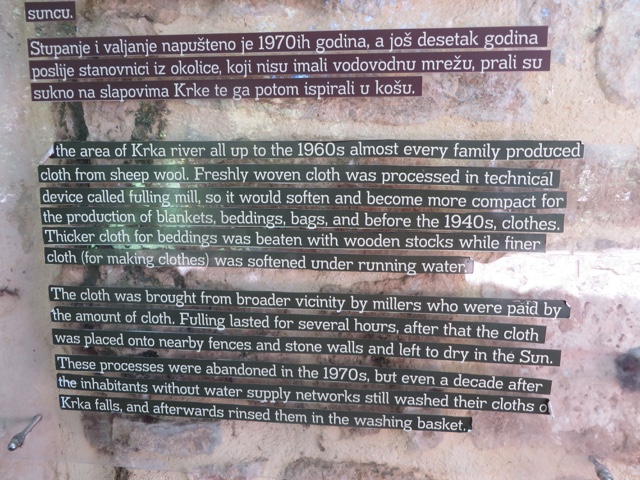 suncu.
Stupanje i valjanje napušteno je 1970ih godina, a još desetak godina
poslije stanovnici iz okolice, koji nisu imali vodovodnu mrežu, prali su
sukno na slapovima Krke te ga potom ispirali u košu.
the area of Krka river all up to the 1960s almost every family produced
cloth from sheep wool. Freshly woven cloth was processed in technical
device called fulling mill, so it would soften and become more compact for
the production of blankets, beddings, bags, and before the 1940s, clothes.
Thicker cloth for beddings was beaten with wooden stocks while finer
cloth (for making clothes) was softened under running water.
The cloth was brought from broader vicinity by millers who were paid by
the amount of cloth. Fulling lasted for several hours, after that the cloth
was placed onto nearby fences and stone walls and left to dry in the Sun.
These processes were abandoned in the 1970s, but even a decade after
the inhabitants without water supply networks still washed their cloths o
Krka falls, and afterwards rinsed them in the washing basket.